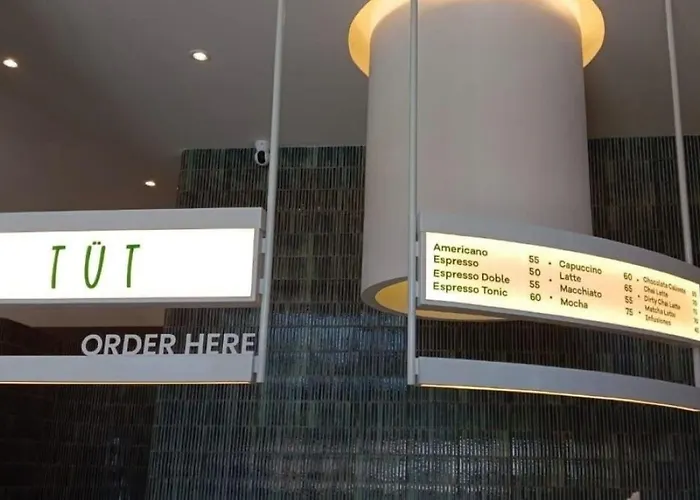 TÜT
ORDER HERE
Americano 55 • Capuccino 60 • Chocolate Caliente
Espresso 50 • Latte 65 • Chai Latte
Espresso Doble 55 • Macchiato 55 • Dirty Chai Latte
Espresso Tonic 60 • Mocha 75 • Matcha Latte
• Infusiones